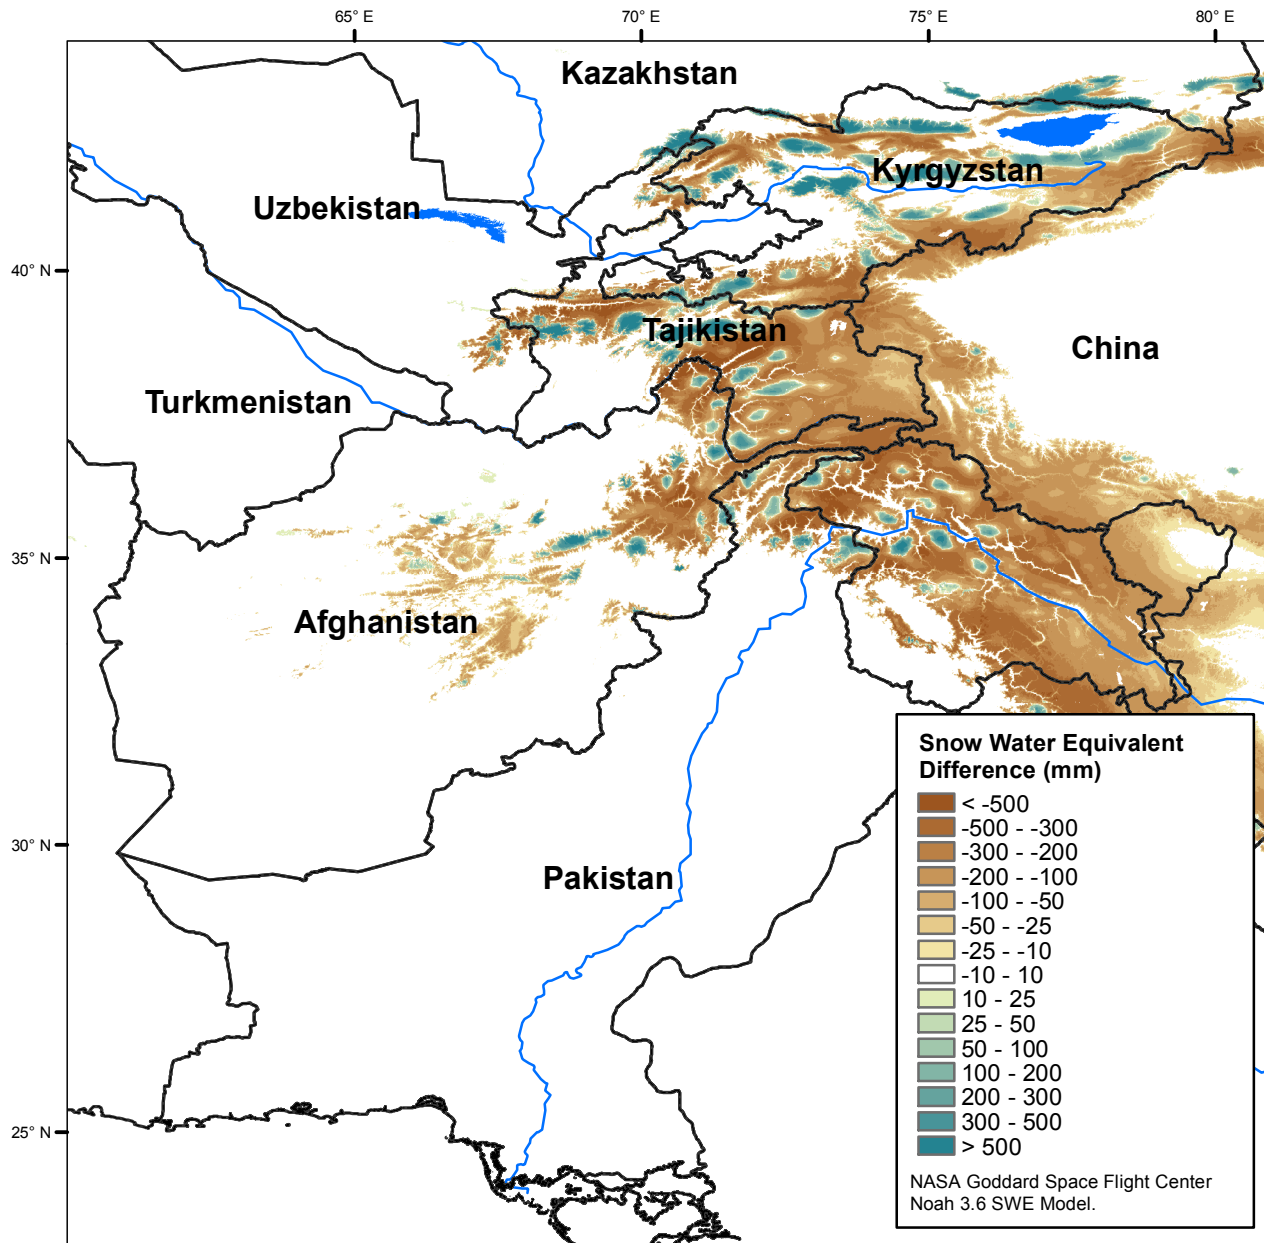 65° E
70° E
75° E
80° E
Kazakhstan
Kyrgyzstan
Uzbekistan
40° N
Tajikistan
China
Turkmenistan
35° N
Afghanistan
Snow Water Equivalent
Difference (mm)
< -500
-500 - -300
-300 - -200
-200 - -100
-100 - -50
-50 - -25
-25 - -10
-10 - 10
10 - 25
25 - 50
50 - 100
100 - 200
200 - 300
300 - 500
> 500
NASA Goddard Space Flight Center
Noah 3.6 SWE Model.
30° N
Pakistan
25° N